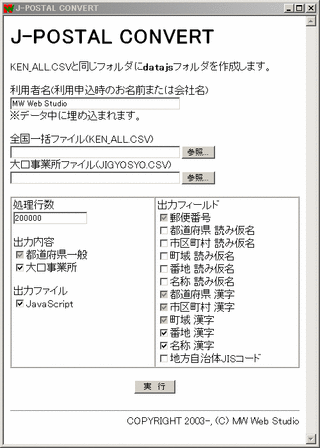 J-POSTAL CONVERT
J-POSTAL CONVERT
KEN_ALL.CSVと同じフォルダにdatajsフォルダを作成します。
利用者名(利用申込時のお名前または会社名)
MW Web Studio
※データ中に埋め込まれます。
全国一括ファイル(KEN_ALL.CSV)
参照...
大口事業所ファイル(JIGYOSYO.CSV)
参照...
処理行数
200000
出力内容
都道府県一般
大口事業所
出力ファイル
JavaScript
出力フィールド
郵便番号
都道府県 読み仮名
市区町村 読み仮名
町域 読み仮名
番地 読み仮名
名称 読み仮名
都道府県 漢字
市区町村 漢字
町域 漢字
番地 漢字
名称 漢字
地方自治体JISコード
実 行
COPYRIGHT 2003-, (C) MW Web Studio